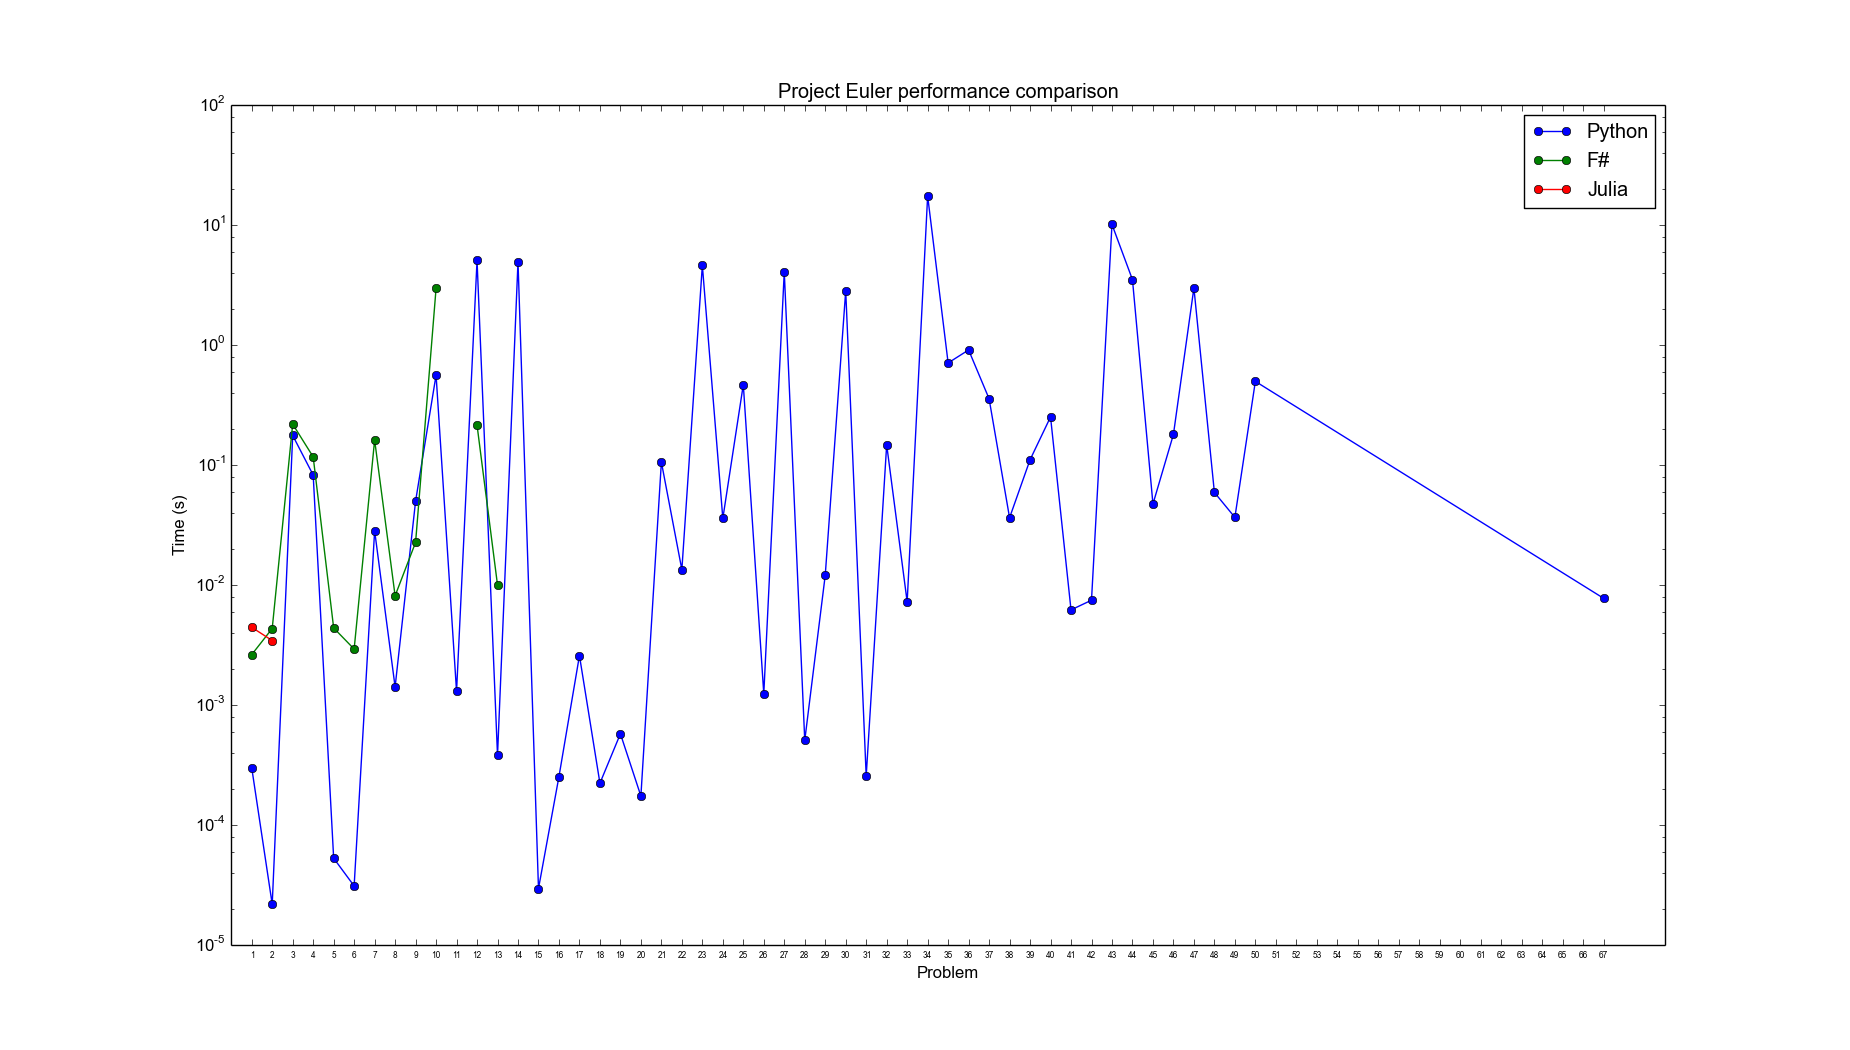 Project Euler performance comparison
10^2
10^1
10^0
10^-1
10^-2
10^-3
10^-4
10^-5
Time (s)
Python
F#
Julia
1 2 3 4 5 6 7 8 9 10 11 12 13 14 15 16 17 18 19 20 21 22 23 24 25 26 27 28 29 30 31 32 33 34 35 36 37 38 39 40 41 42 43 44 45 46 47 48 49 50 51 52 53 54 55 56 57 58 59 60 61 62 63 64 65 66 67
Problem